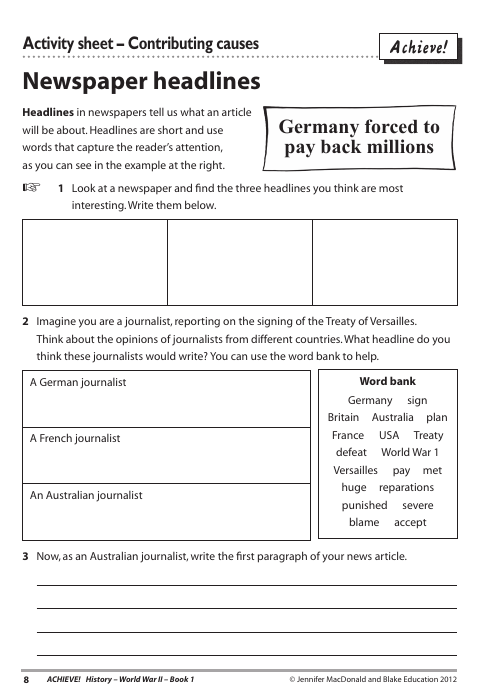 Activity sheet – Contributing causes
Achieve!
Newspaper headlines
Headlines in newspapers tell us what an article
will be about. Headlines are short and use
words that capture the reader's attention,
as you can see in the example at the right.
Germany forced to
pay back millions
1 Look at a newspaper and find the three headlines you think are most
interesting. Write them below.
2 Imagine you are a journalist, reporting on the signing of the Treaty of Versailles.
Think about the opinions of journalists from different countries. What headline do you
think these journalists would write? You can use the word bank to help.
A German journalist
A French journalist
An Australian journalist
Word bank
Germany sign
Britain Australia plan
France USA Treaty
defeat World War 1
Versailles pay met
huge reparations
punished severe
blame accept
3 Now, as an Australian journalist, write the first paragraph of your news article.
8 ACHIEVE! History – World War II – Book 1 © Jennifer MacDonald and Blake Education 2012